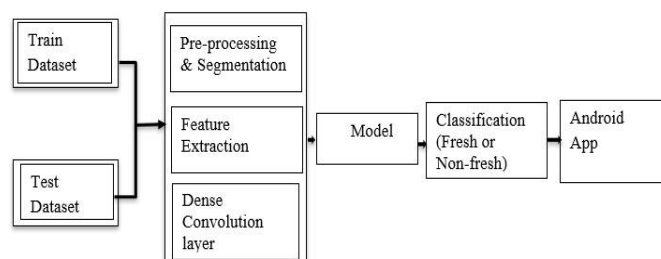 Train
Dataset
Test
Dataset
Pre-processing
& Segmentation
Feature
Extraction
Dense
Convolution
layer
Model
Classification
(Fresh or
Non-fresh)
Android
App